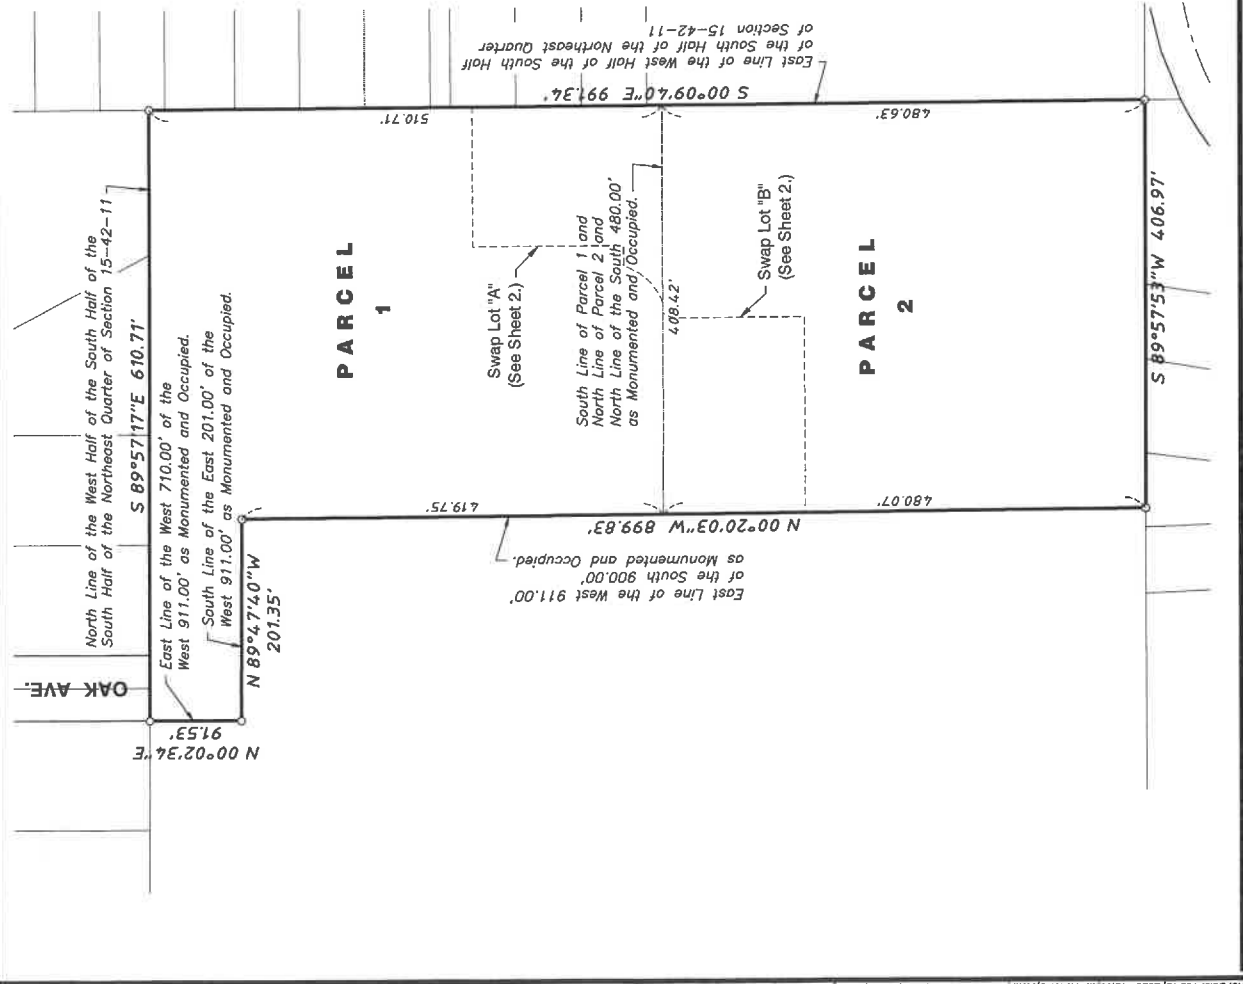 North Line of the West Half of the South Half of the
South Half of the Northeast Quarter of Section 15-42-11
S 89°57'17"E 610.71'
East Line of the West 710.00' of the
West 911.00' as Monumented and Occupied.
South Line of the East 201.00' of the
West 911.00' as Monumented and Occupied.
OAK AVE.
N 00°02'34"E
91.53'
N 89°47'40"W
201.35'
PARCEL
1
510.71'
419.75'
S 00°09'40"E 991.34'
East Line of the West Half of the South Half
of the South Half of the Northeast Quarter
of Section 15-42-11
Swap Lot "A"
(See Sheet 2.)
South Line of Parcel 1 and
North Line of Parcel 2 and
North Line of the South 480.00'
as Monumented and Occupied.
408.42'
Swap Lot "B"
(See Sheet 2.)
PARCEL
2
480.63'
480.07'
N 00°20'03"W 899.83'
East Line of the West 911.00'
of the South 900.00'
as Monumented and Occupied.
S 89°57'53"W 406.97'